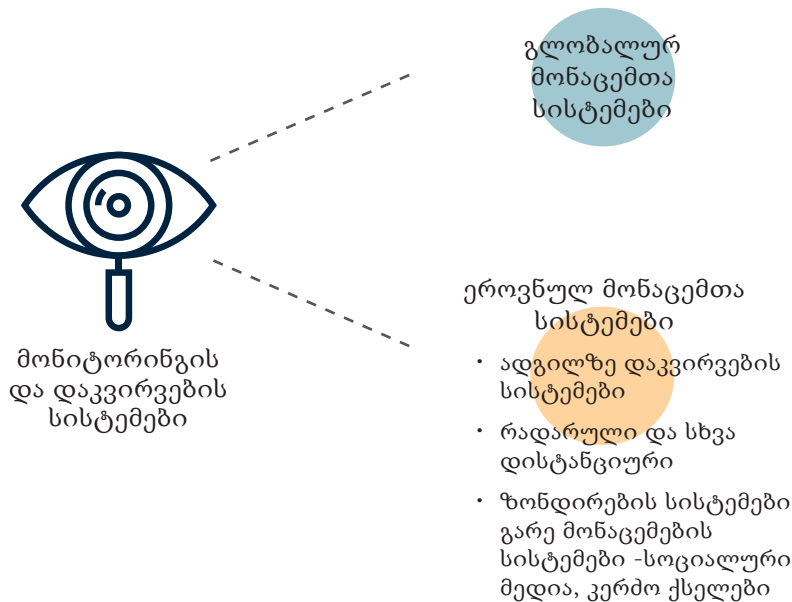 გლობალურ
მონაცემთა
სისტემები
მონიტორინგის
და დაკვირვების
სისტემები
ეროვნულ მონაცემთა
სისტემები
• ადგილზე დაკვირვების
სისტემები
• რადარული და სხვა
დისტანციური
• ზონდირების სისტემები
გარე მონაცემების
სისტემები -სოციალური
მედია, კერძო ქსელები